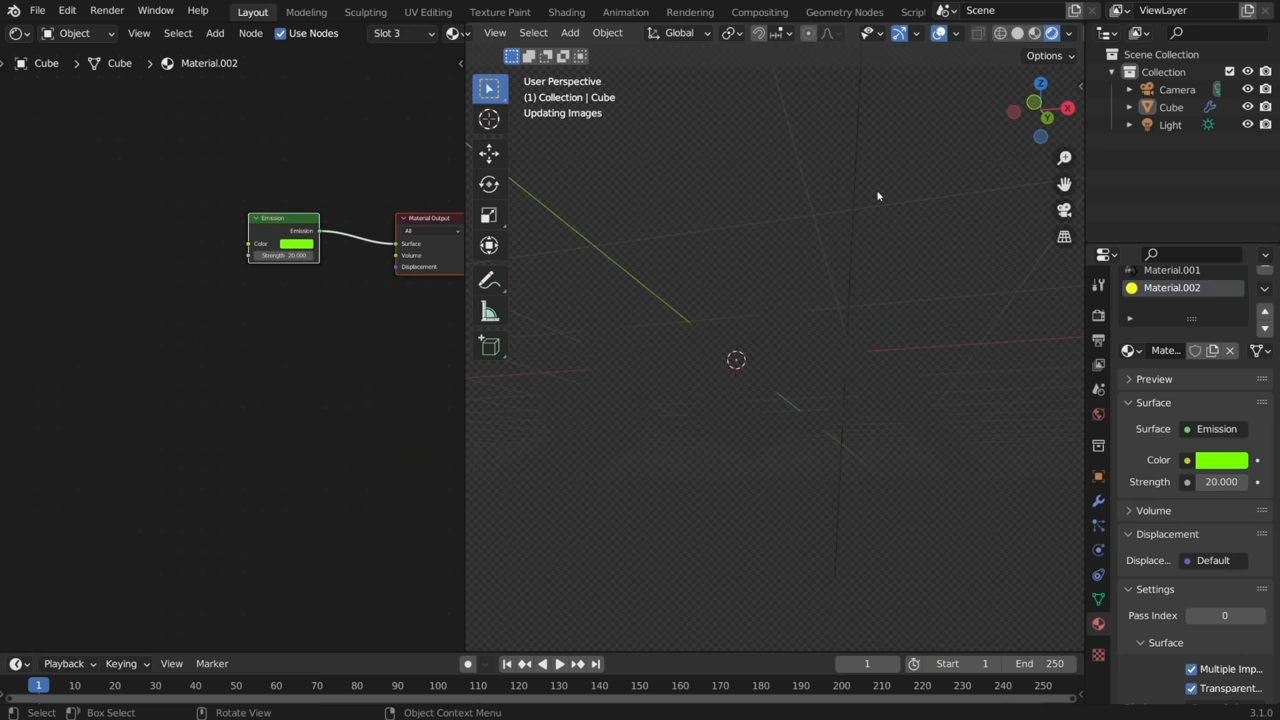 File Edit Render Window Help
Layout Modeling Sculpting UV Editing Texture Paint Shading Animation Rendering Compositing Geometry Nodes Scrip
Scene
ViewLayer
Object View Select Add Node Use Nodes Slot 3
View Select Add Object Global
Options
Cube Cube Material.002
User Perspective
(1) Collection | Cube
Updating Images
Z
X
Y
Scene Collection
Collection
Camera
Cube
Light
Emission
Emission
Color
Strength 20.000
Material Output
All
Surface
Volume
Displacement
Material.001
Material.002
Mate...
Preview
Surface
Surface Emission
Color
Strength 20.000
Volume
Displacement
Displace... Default
Settings
Pass Index 0
Surface
Multiple Imp...
Transparent...
Playback Keying View Marker
1 Start 1 End 250
1 10 20 30 40 50 60 70 80 90 100 110 120 130 140 150 160 170 180 190 200 210 220 230 240 250
Select Box Select Rotate View Object Context Menu 3.1.0